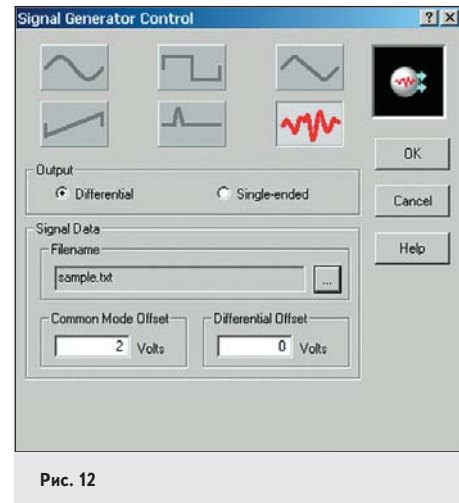 Signal Generator Control
? ×
OK
Output
Differential Single-ended
Cancel
Signal Data
Help
Filename
sample.txt ...
Common Mode Offset Differential Offset
2 Volts 0 Volts
Рис. 12